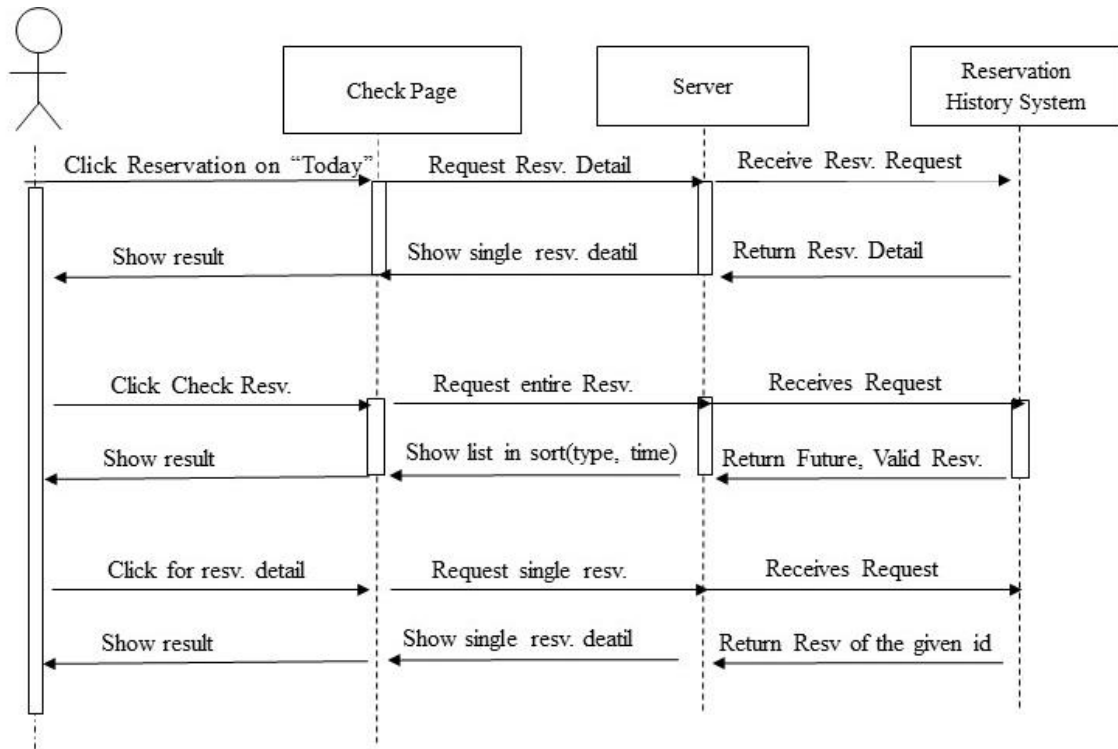 Check Page
Server
Reservation
History System
Click Reservation on “Today”
Request Resv. Detail
Receive Resv. Request
Show result
Show single resv. deatil
Return Resv. Detail
Click Check Resv.
Request entire Resv.
Receives Request
Show result
Show list in sort(type, time)
Return Future, Valid Resv.
Click for resv. detail
Request single resv.
Receives Request
Show result
Show single resv. deatil
Return Resv of the given id